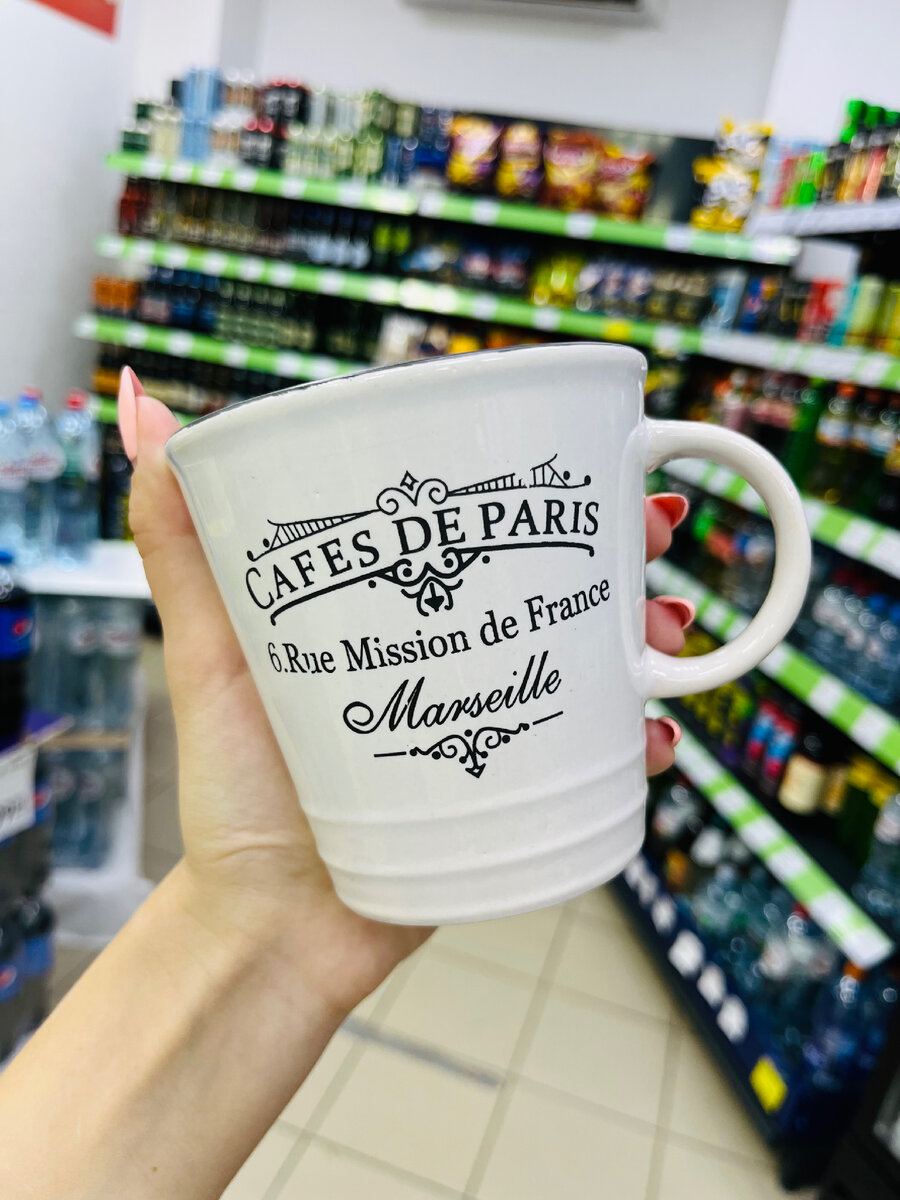 CAFES DE PARIS
6.Rue Mission de France
Marseille